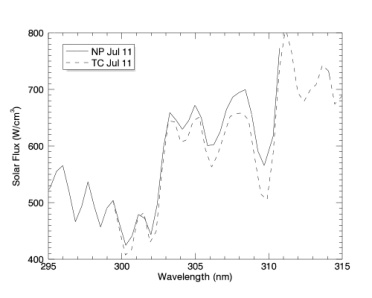 800
NP Jul 11
TC Jul 11
700
Solar Flux (W/cm³)
600
500
400
295 300 305 310 315
Wavelength (nm)